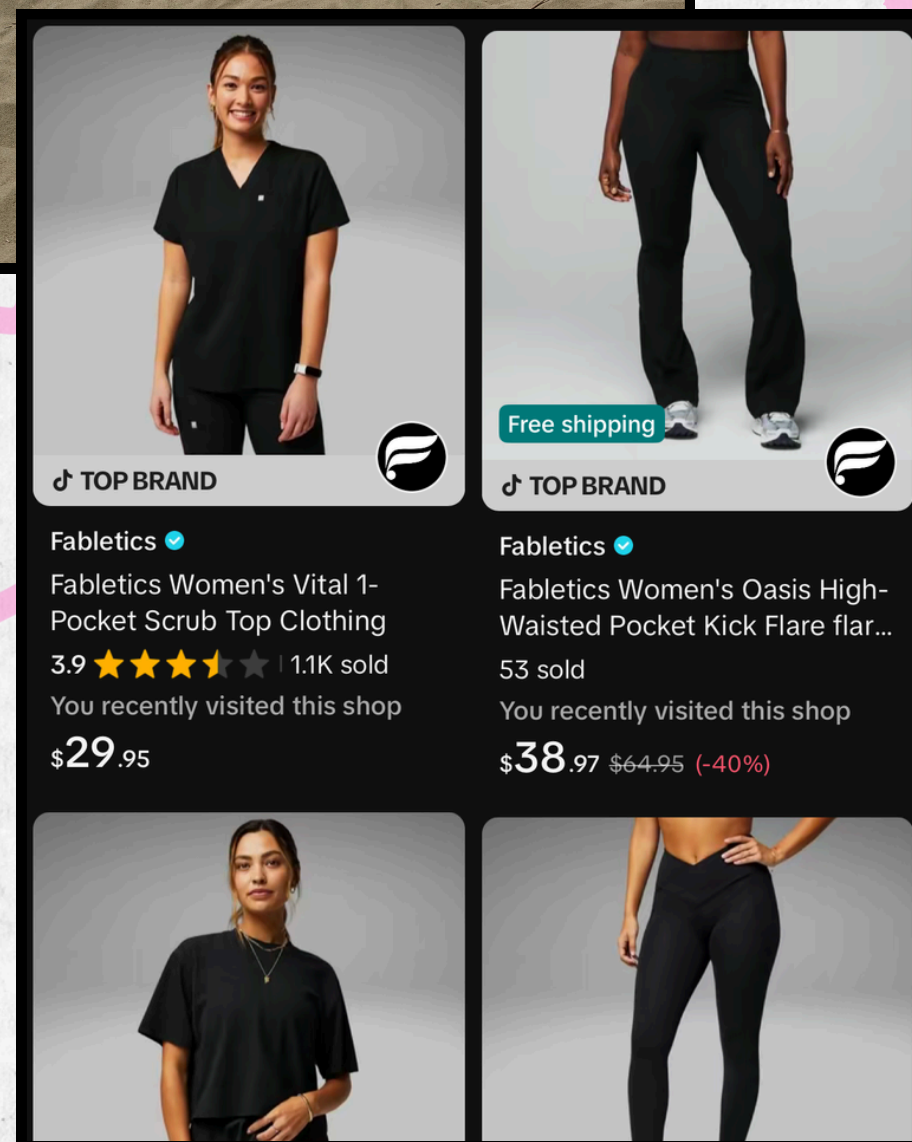 TOP BRAND
Fabletics
Fabletics Women's Vital 1-
Pocket Scrub Top Clothing
3.9 1.1K sold
You recently visited this shop
$29.95
Free shipping
TOP BRAND
Fabletics
Fabletics Women's Oasis High-
Waisted Pocket Kick Flare flar...
53 sold
You recently visited this shop
$38.97 $64.95 (-40%)